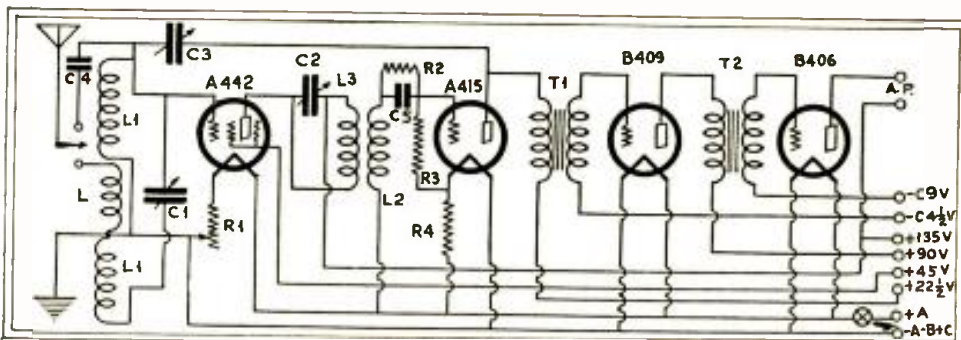 C3
C4
L1
L
L1
C1
A442
R1
C2
L3
R2
C
R3
L2
A415
R4
T1
B409
T2
B406
A.P.
-C9V
-C4½V
+135V
+90V
+45V
+22½V
+A
-A-B+C